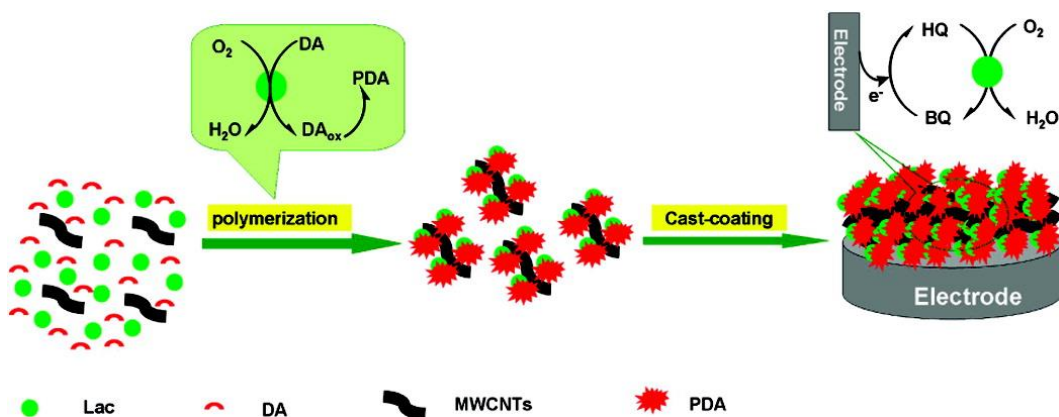 O₂ DA
PDA
H₂O DAₒₓ
polymerization
Cast-coating
Electrode
e⁻
HQ O₂
BQ H₂O
Electrode
Lac DA MWCNTs PDA